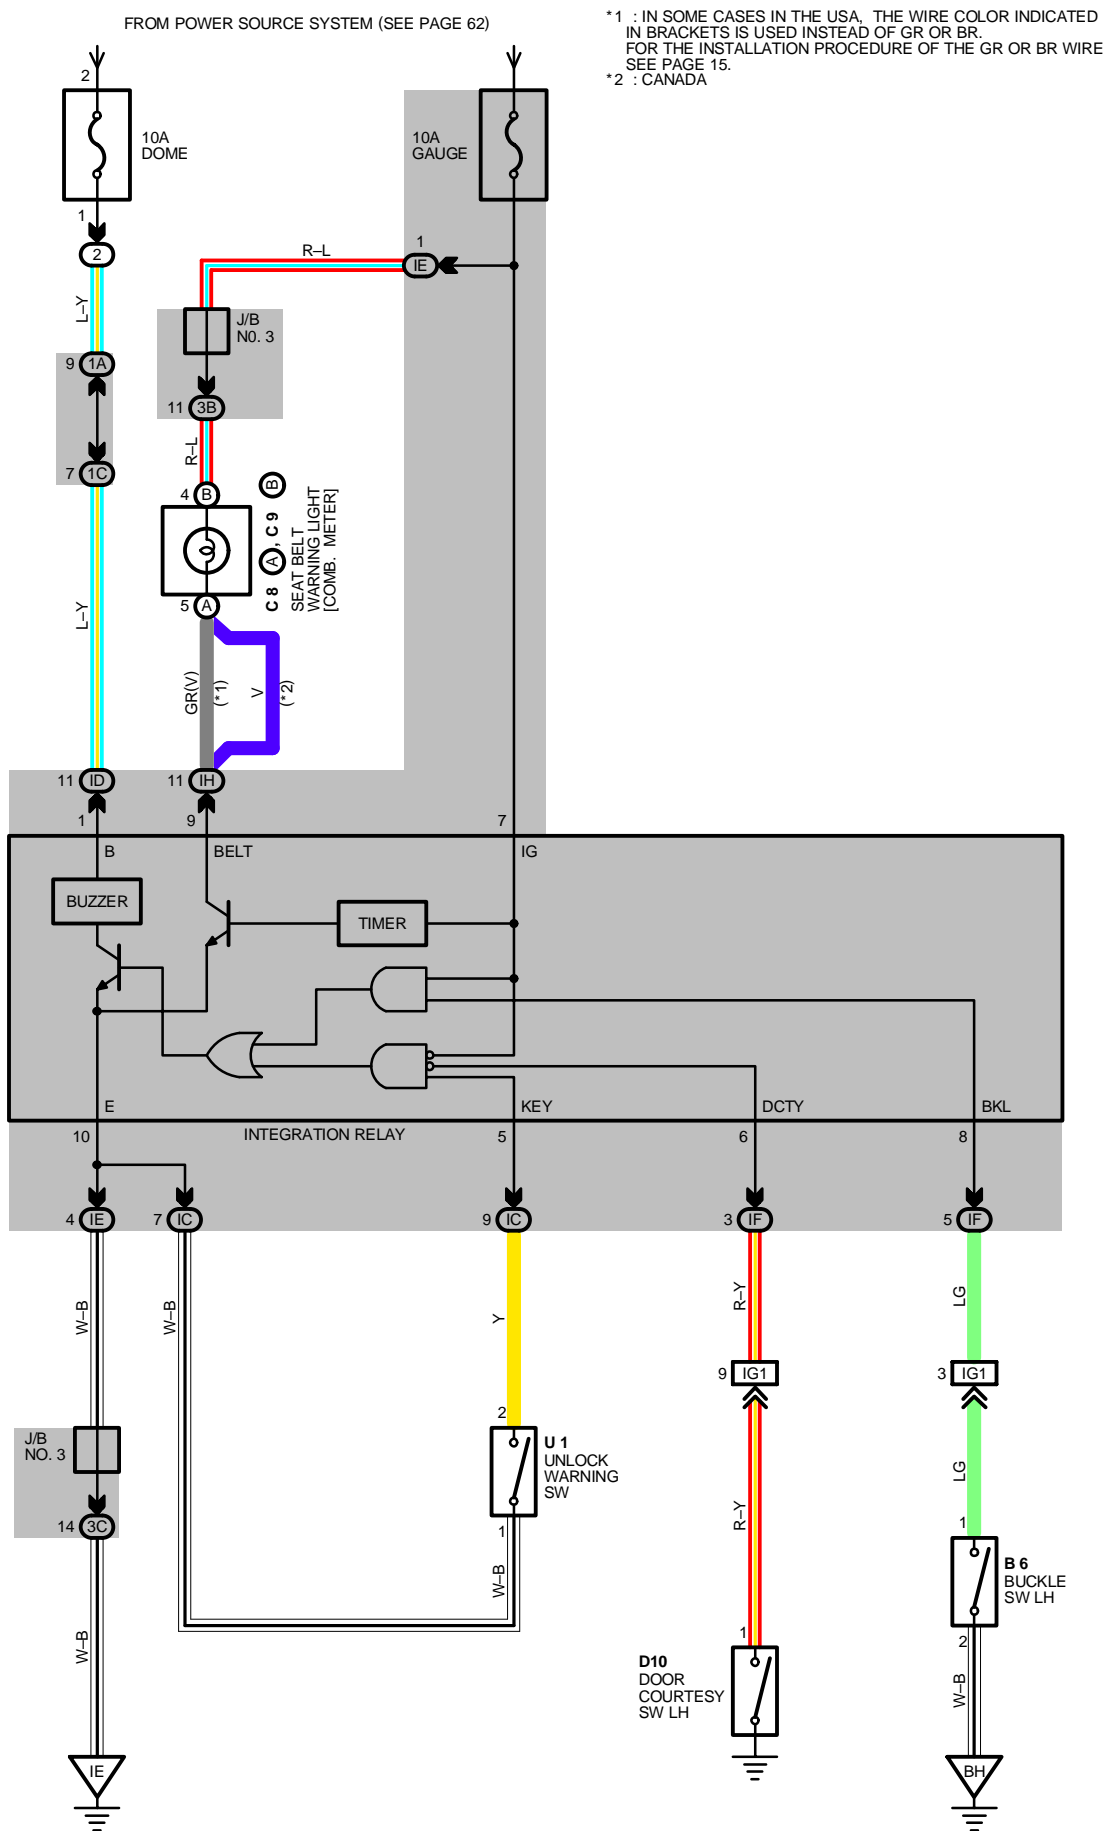 FROM POWER SOURCE SYSTEM (SEE PAGE 62)
*1 : IN SOME CASES IN THE USA, THE WIRE COLOR INDICATED
IN BRACKETS IS USED INSTEAD OF GR OR BR.
FOR THE INSTALLATION PROCEDURE OF THE GR OR BR WIRE
SEE PAGE 15.
*2 : CANADA
2
10A
DOME
10A
GAUGE
1
2
R–L
1
IE
L–Y
J/B
N0. 3
9 1A
11 3B
7 1C
R–L
4 B
C 8 A , C 9 B
SEAT BELT
WARNING LIGHT
[COMB. METER]
5 A
L–Y
GR(V)
(*1)
V
(*2)
11 ID
11 IH
1
9
7
B
BELT
IG
BUZZER
TIMER
E
KEY
DCTY
BKL
10
INTEGRATION RELAY
5
6
8
4 IE
7 IC
9 IC
3 IF
5 IF
W–B
W–B
Y
R–Y
LG
9 IG1
3 IG1
2
J/B
NO. 3
U 1
UNLOCK
WARNING
SW
LG
R–Y
14 3C
1
1
W–B
B 6
BUCKLE
SW LH
W–B
1
2
D10
DOOR
COURTESY
SW LH
W–B
IE
BH